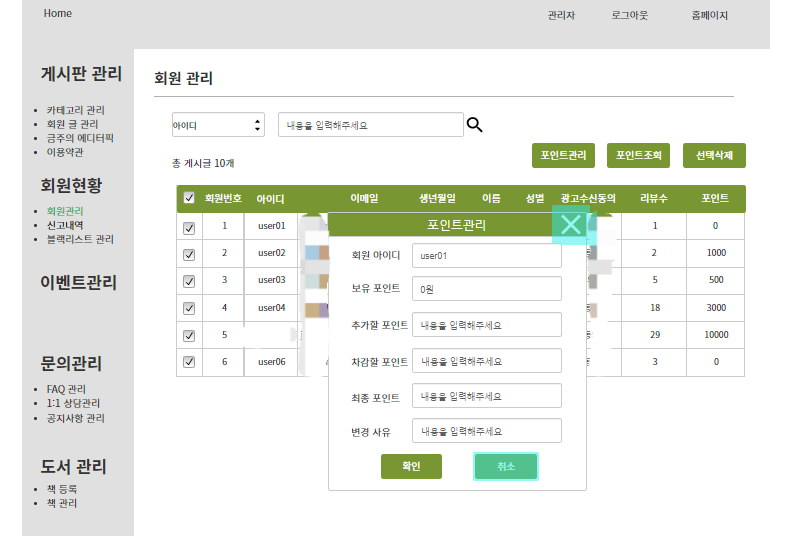 Home
관리자 로그아웃 홈페이지
게시판 관리
카테고리 관리
회원 글 관리
금주의 에디터픽
이용약관
회원현황
회원관리
신고내역
블랙리스트 관리
이벤트관리
문의관리
FAQ 관리
1:1 상담관리
공지사항 관리
도서 관리
책 등록
책 관리
회원 관리
아이디 내용을 입력해주세요
총 게시글 10개
포인트관리 포인트조회 선택삭제
회원번호 아이디 이메일 생년월일 이름 성별 광고수신동의 리뷰수 포인트
1 user01 1 0
2 user02 2 1000
3 user03 5 500
4 user04 18 3000
5 29 10000
6 user06 3 0
포인트관리
회원 아이디 user01
보유 포인트 0원
추가할 포인트 내용을 입력해주세요
차감할 포인트 내용을 입력해주세요
최종 포인트 내용을 입력해주세요
변경 사유 내용을 입력해주세요
확인 취소